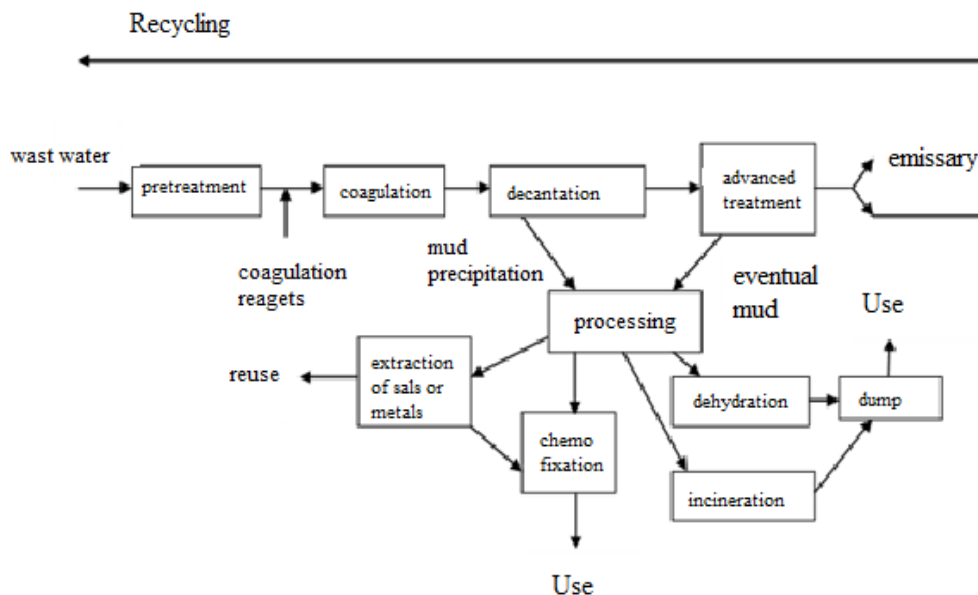 Recycling
wast water
pretreatment
coagulation
decantation
advanced
treatment
emissary
coagulation
reagets
mud
precipitation
eventual
mud
processing
Use
reuse
extraction
of sals or
metals
dehydration
dump
chemo
fixation
incineration
Use